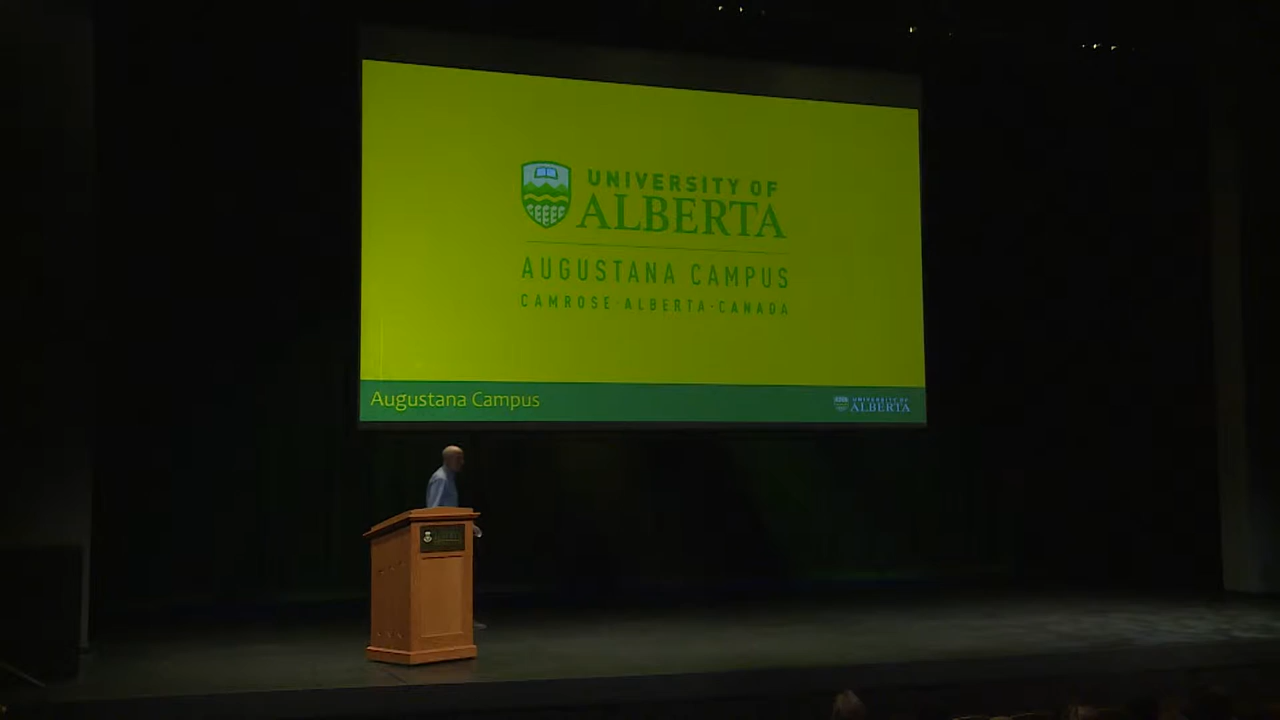 UNIVERSITY OF
ALBERTA
AUGUSTANA CAMPUS
CAMROSE·ALBERTA·CANADA
Augustana Campus
UNIVERSITY OF
ALBERTA